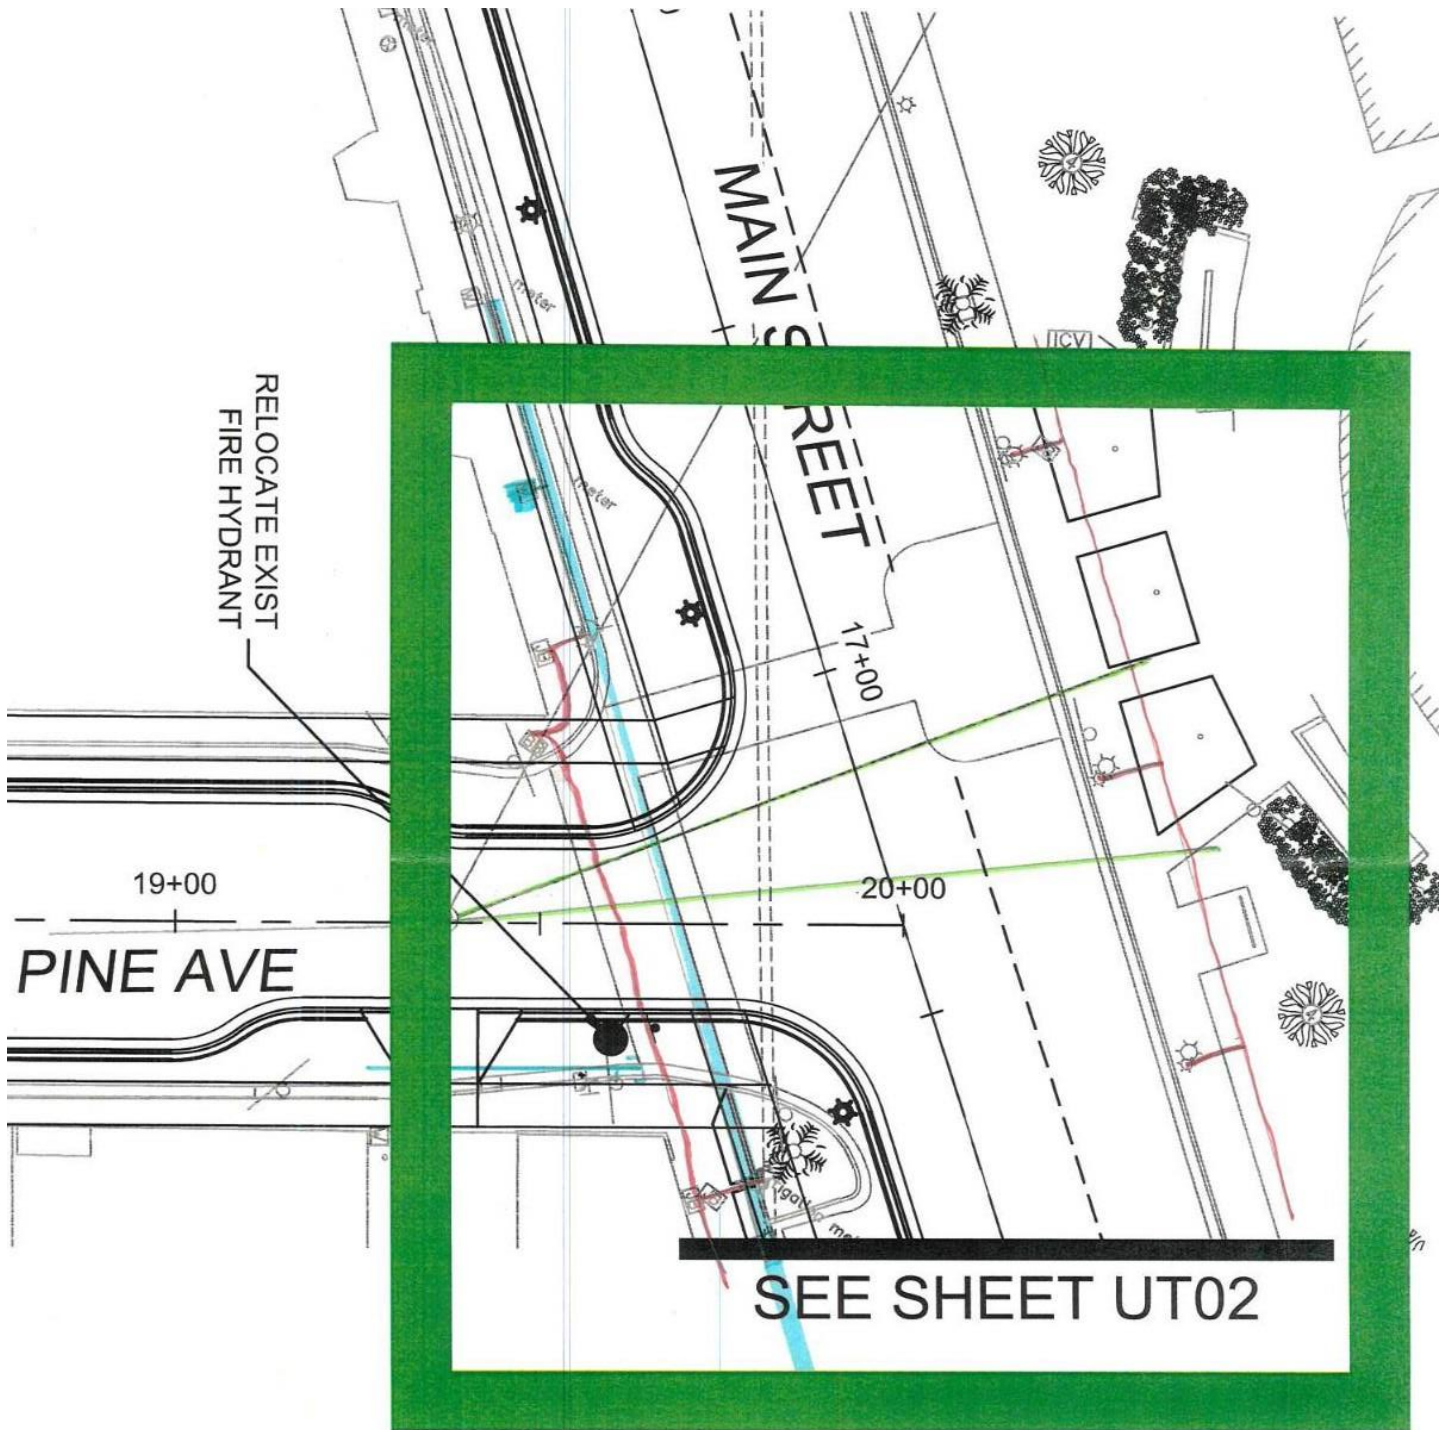 meter
MAIN STREET
meter
ICV
RELOCATE EXIST
FIRE HYDRANT
meter
17+00
19+00
20+00
PINE AVE
SEE SHEET UT02